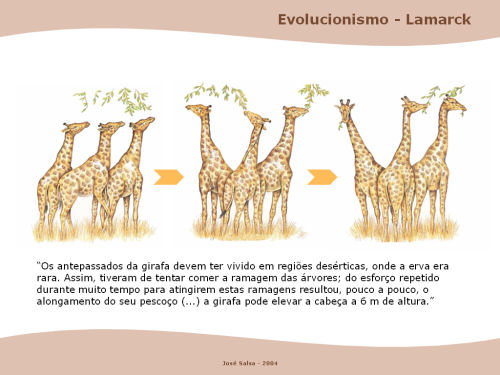 Evolucionismo - Lamarck
“Os antepassados da girafa devem ter vivido em regiões desérticas, onde a erva era
rara. Assim, tiveram de tentar comer a ramagem das árvores; do esforço repetido
durante muito tempo para atingirem estas ramagens resultou, pouco a pouco, o
alongamento do seu pescoço (...) a girafa pode elevar a cabeça a 6 m de altura.”
José Salsa - 2004